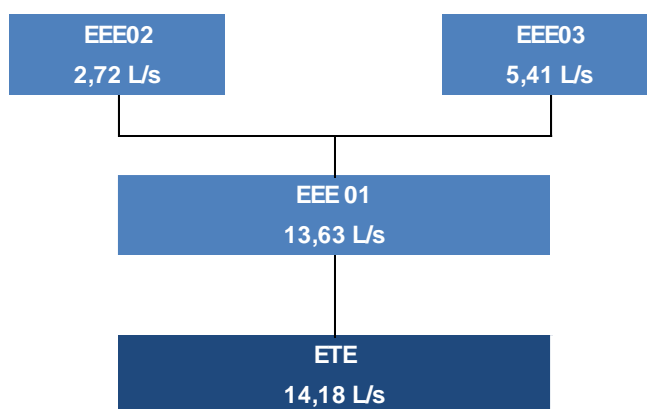 EEE02
2,72 L/s
EEE03
5,41 L/s
EEE 01
13,63 L/s
ETE
14,18 L/s